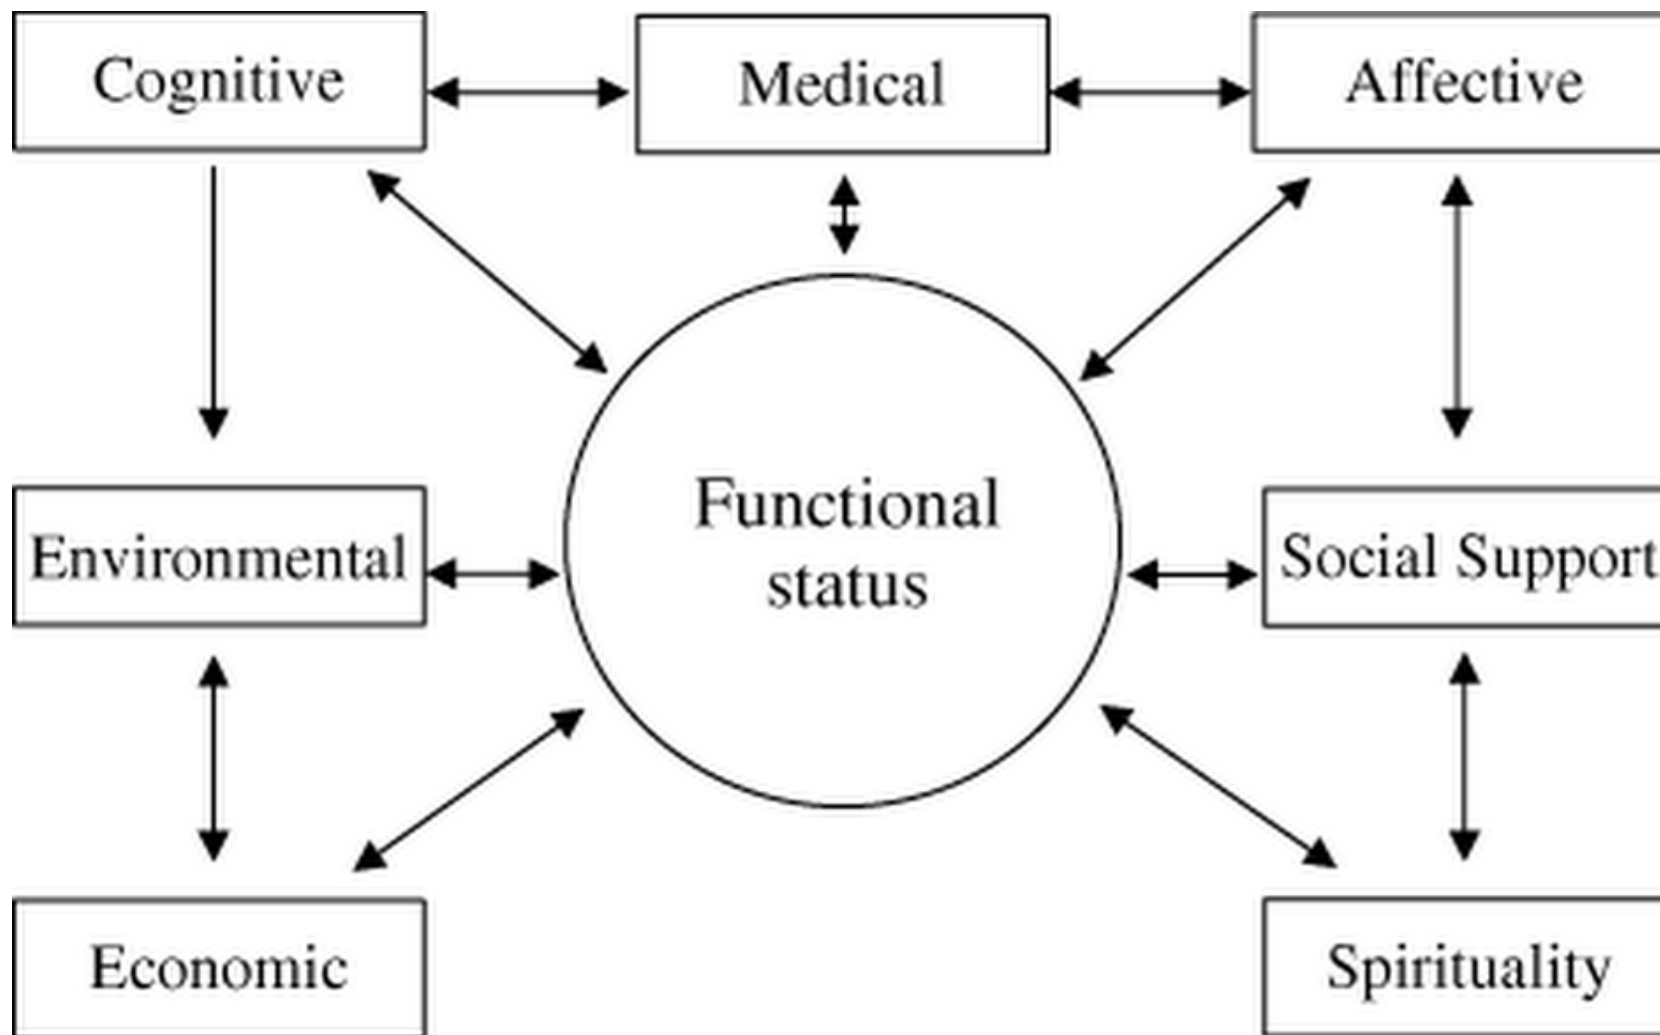 Cognitive
Medical
Affective
Functional
status
Environmental
Social Support
Economic
Spirituality